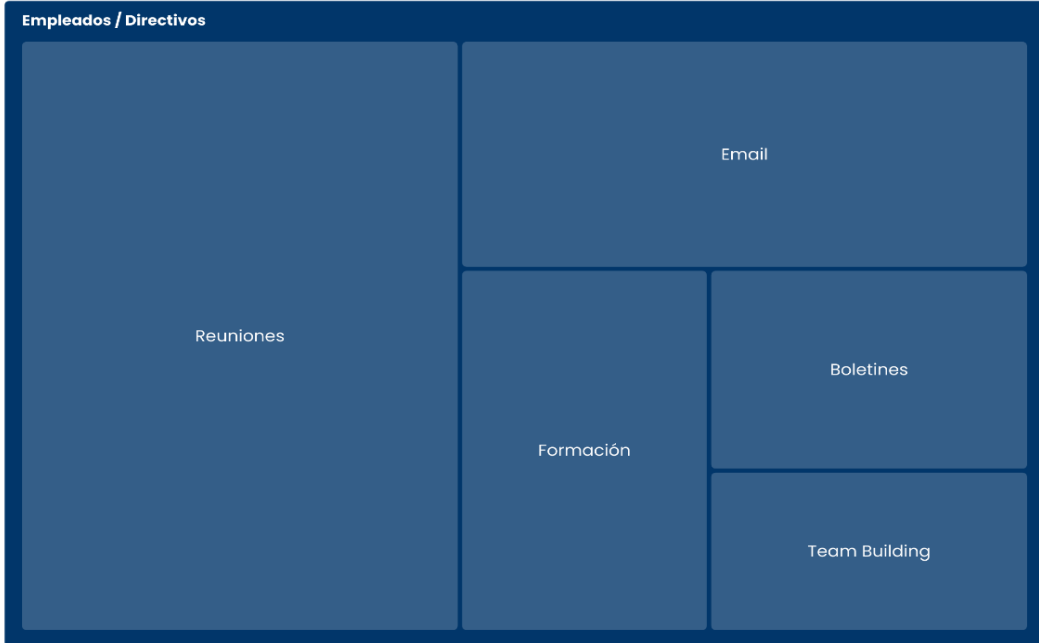 Empleados / Directivos
Email
Reuniones
Boletines
Formación
Team Building